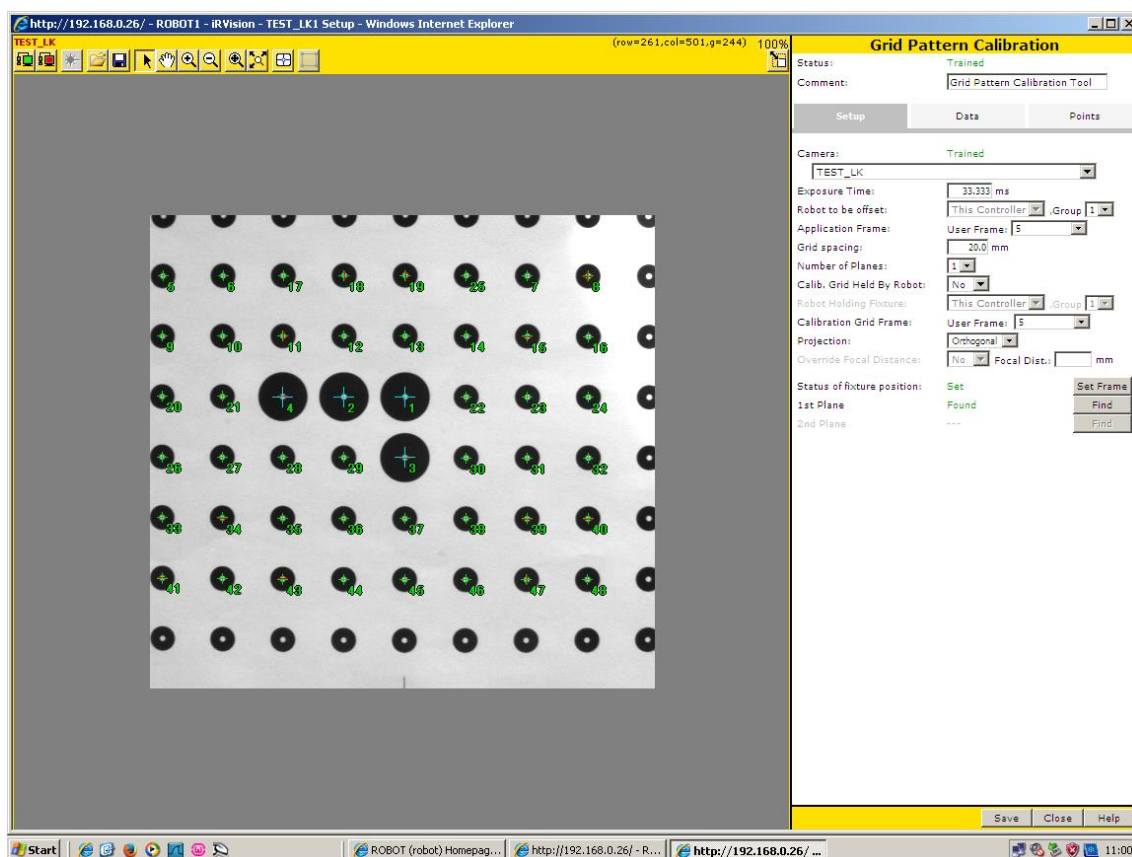 http://192.168.0.26/ - ROBOT1 - iRVision - TEST_LK1 Setup - Windows Internet Explorer
TEST_LK
(row=261,col=501,g=244) 100%
Grid Pattern Calibration
Status: Trained
Comment: Grid Pattern Calibration Tool
Setup Data Points
Camera: Trained
TEST_LK
Exposure Time: 33.333 ms
Robot to be offset: This Controller ,Group 1
Application Frame: User Frame: 5
Grid spacing: 20.0 mm
Number of Planes: 1
Calib. Grid Held By Robot: No
Robot Holding Fixture: This Controller ,Group 1
Calibration Grid Frame: User Frame: 5
Projection: Orthogonal
Override Focal Distance: No Focal Dist.: mm
Status of fixture position: Set Set Frame
1st Plane Found Find
2nd Plane --- Find
5 6 17 18 19 25 7 8
9 10 11 12 13 14 15 16
20 21 4 2 1 22 23 24
26 27 28 29 3 30 31 32
33 34 35 36 37 38 39 40
41 42 43 44 45 46 47 48
Save Close Help
Start ROBOT (robot) Homepag... http://192.168.0.26/ - R... http://192.168.0.26/ ... 11:00